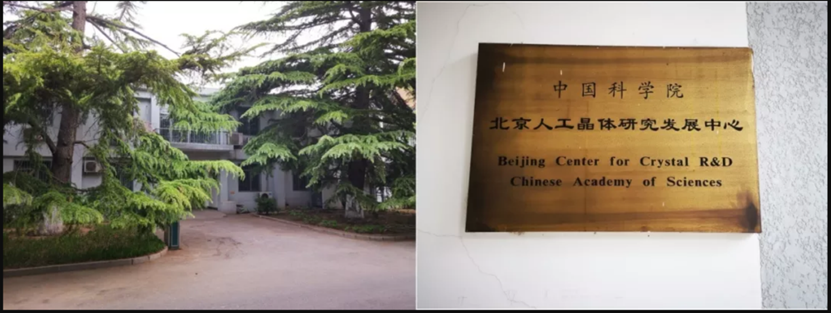 中国科学院
北京人工晶体研究发展中心
Beijing Center for Crystal R&D
Chinese Academy of Sciences